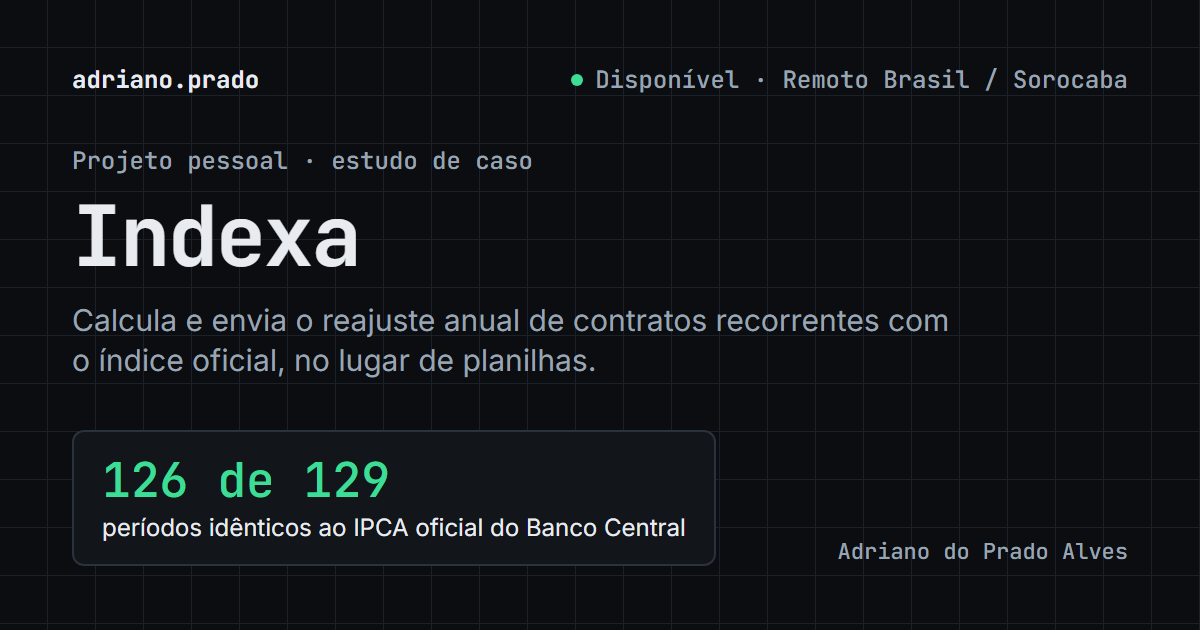 adriano.prado
Disponível · Remoto Brasil / Sorocaba
Projeto pessoal · estudo de caso
Indexa
Calcula e envia o reajuste anual de contratos recorrentes com
o índice oficial, no lugar de planilhas.
126 de 129
períodos idênticos ao IPCA oficial do Banco Central
Adriano do Prado Alves